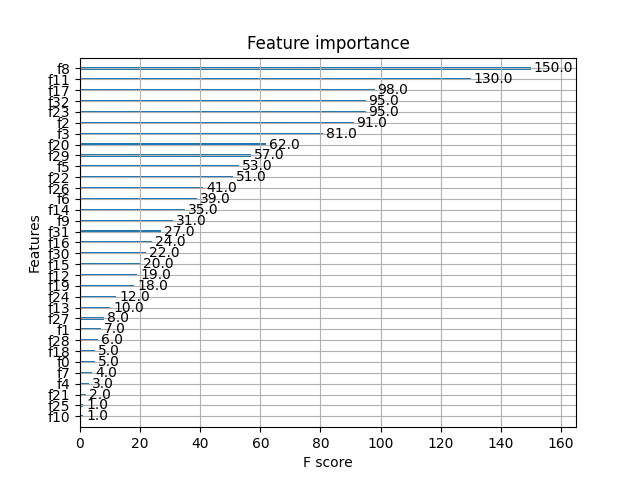 Feature importance
Features
f8 150.0
f11 130.0
f17 98.0
f32 95.0
f23 95.0
f2 91.0
f3 81.0
f20 62.0
f29 57.0
f5 53.0
f22 51.0
f26 41.0
f6 39.0
f14 35.0
f9 31.0
f31 27.0
f16 24.0
f30 22.0
f15 20.0
f12 19.0
f19 18.0
f24 12.0
f13 10.0
f27 8.0
f1 7.0
f28 6.0
f18 5.0
f0 5.0
f7 4.0
f4 3.0
f21 2.0
f25 1.0
f10 1.0
0 20 40 60 80 100 120 140 160
F score